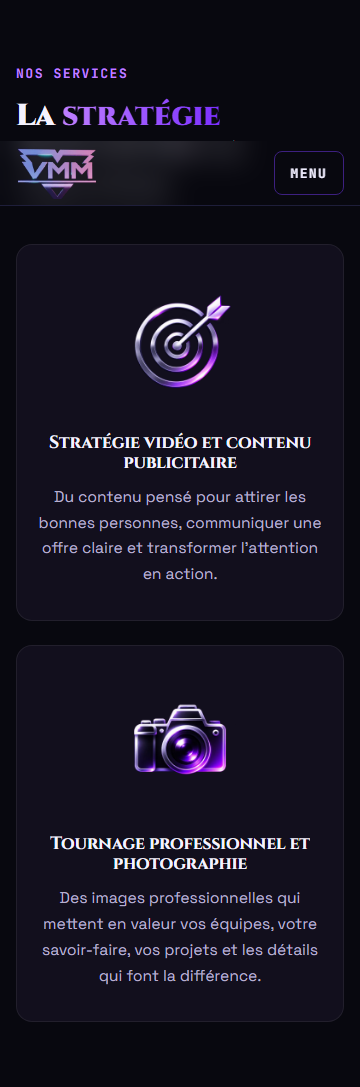 NOS SERVICES
La stratégie
VMM
MENU
Stratégie vidéo et contenu
publicitaire
Du contenu pensé pour attirer les
bonnes personnes, communiquer une
offre claire et transformer l'attention
en action.
Tournage professionnel et
photographie
Des images professionnelles qui
mettent en valeur vos équipes, votre
savoir-faire, vos projets et les détails
qui font la différence.